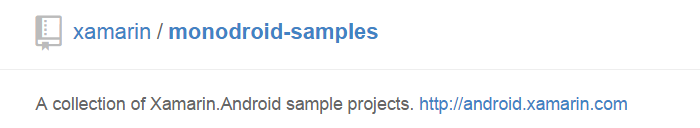 xamarin / monodroid-samples
A collection of Xamarin.Android sample projects. http://android.xamarin.com